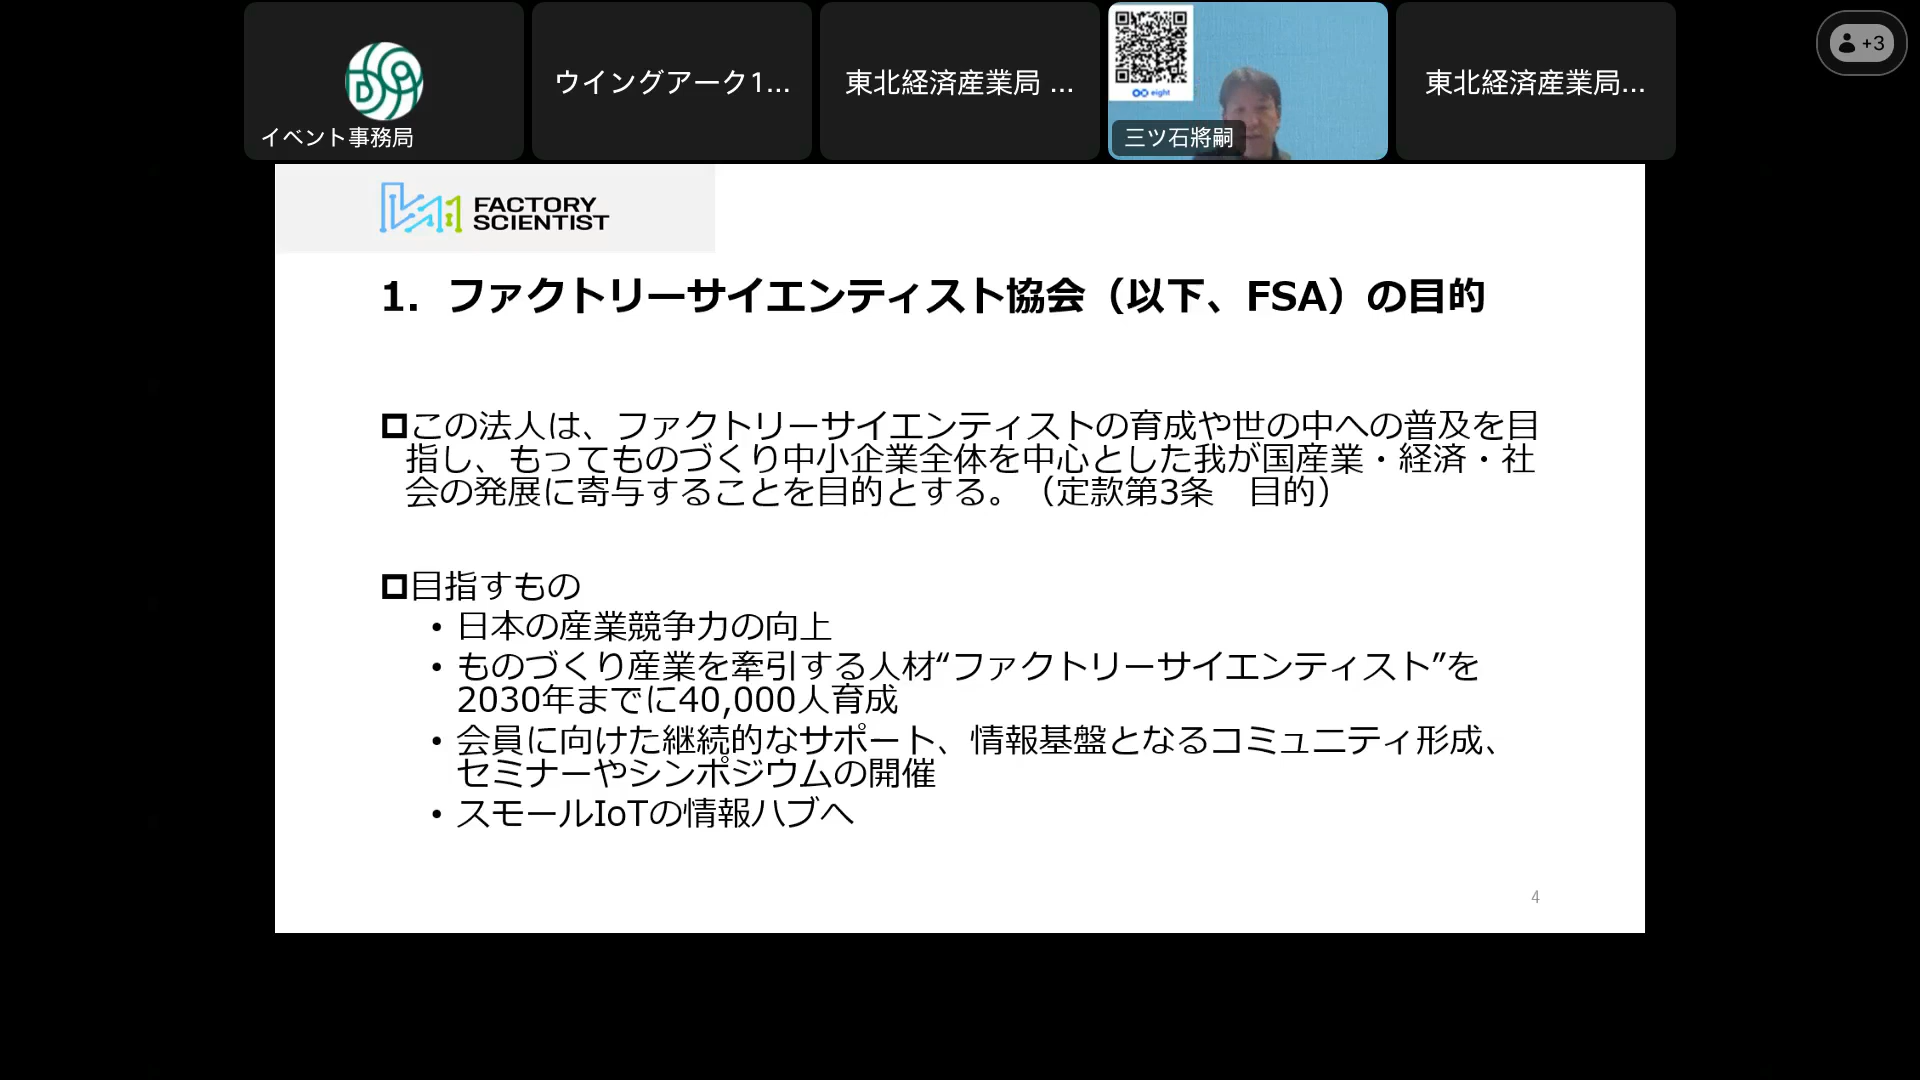 イベント事務局
ウイングアーク1...
東北経済産業局 ...
eight
三ツ石將嗣
東北経済産業局...
+3
FACTORY
SCIENTIST
1. ファクトリーサイエンティスト協会（以下、FSA）の目的
この法人は、ファクトリーサイエンティストの育成や世の中への普及を目
指し、もってものづくり中小企業全体を中心とした我が国産業・経済・社
会の発展に寄与することを目的とする。（定款第3条　目的）
目指すもの
• 日本の産業競争力の向上
• ものづくり産業を牽引する人材“ファクトリーサイエンティスト”を
2030年までに40,000人育成
• 会員に向けた継続的なサポート、情報基盤となるコミュニティ形成、
セミナーやシンポジウムの開催
• スモールIoTの情報ハブへ
4